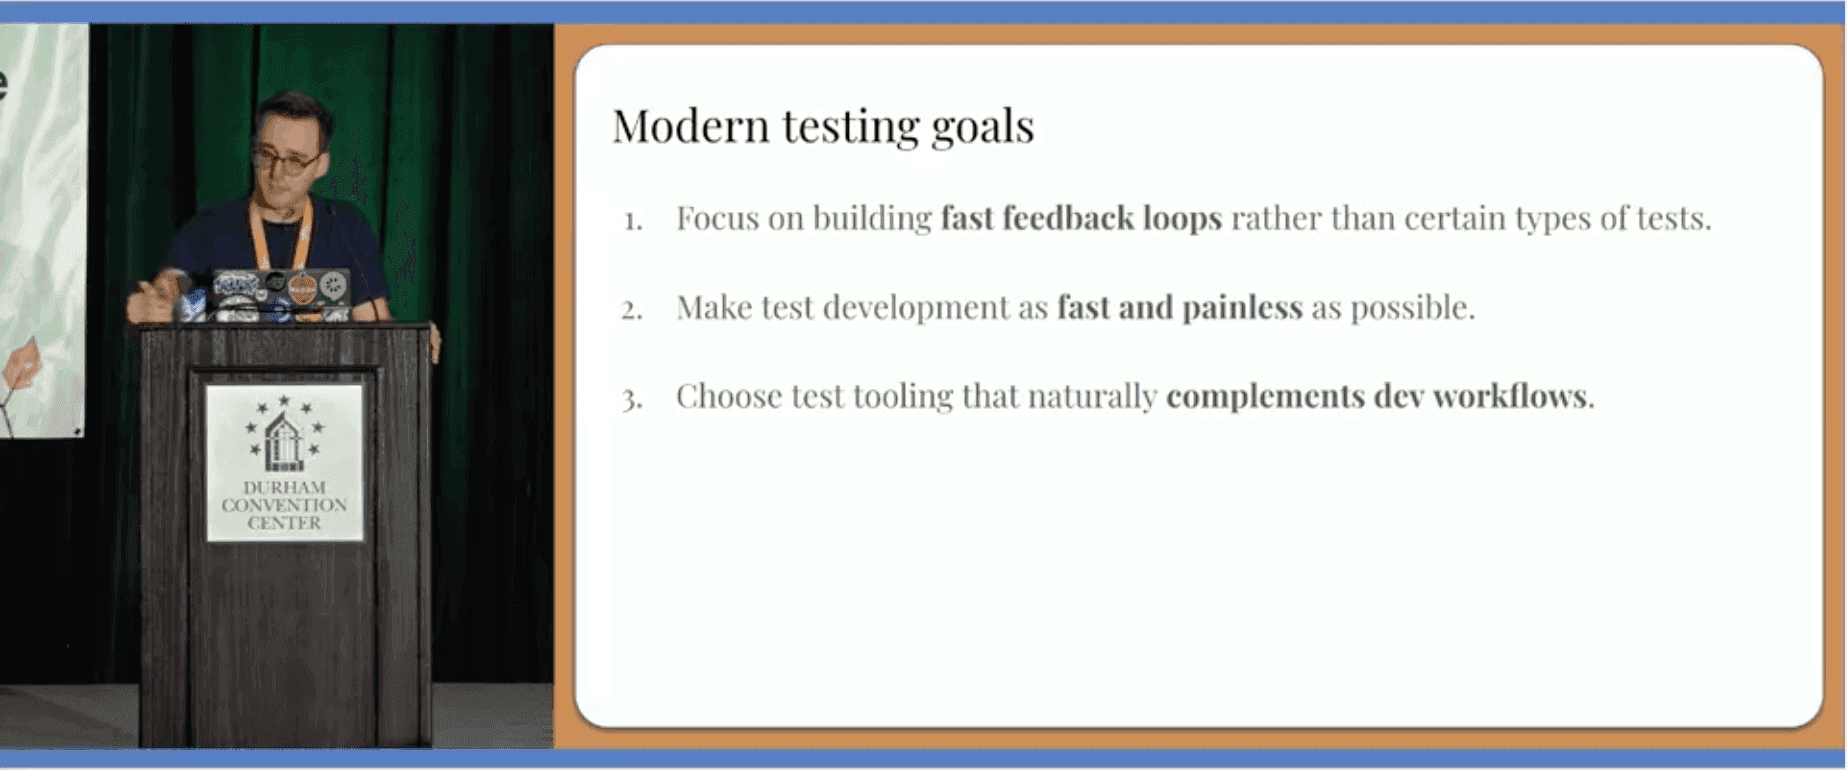 e
Modern testing goals
1. Focus on building fast feedback loops rather than certain types of tests.
2. Make test development as fast and painless as possible.
3. Choose test tooling that naturally complements dev workflows.
DURHAM
CONVENTION
CENTER